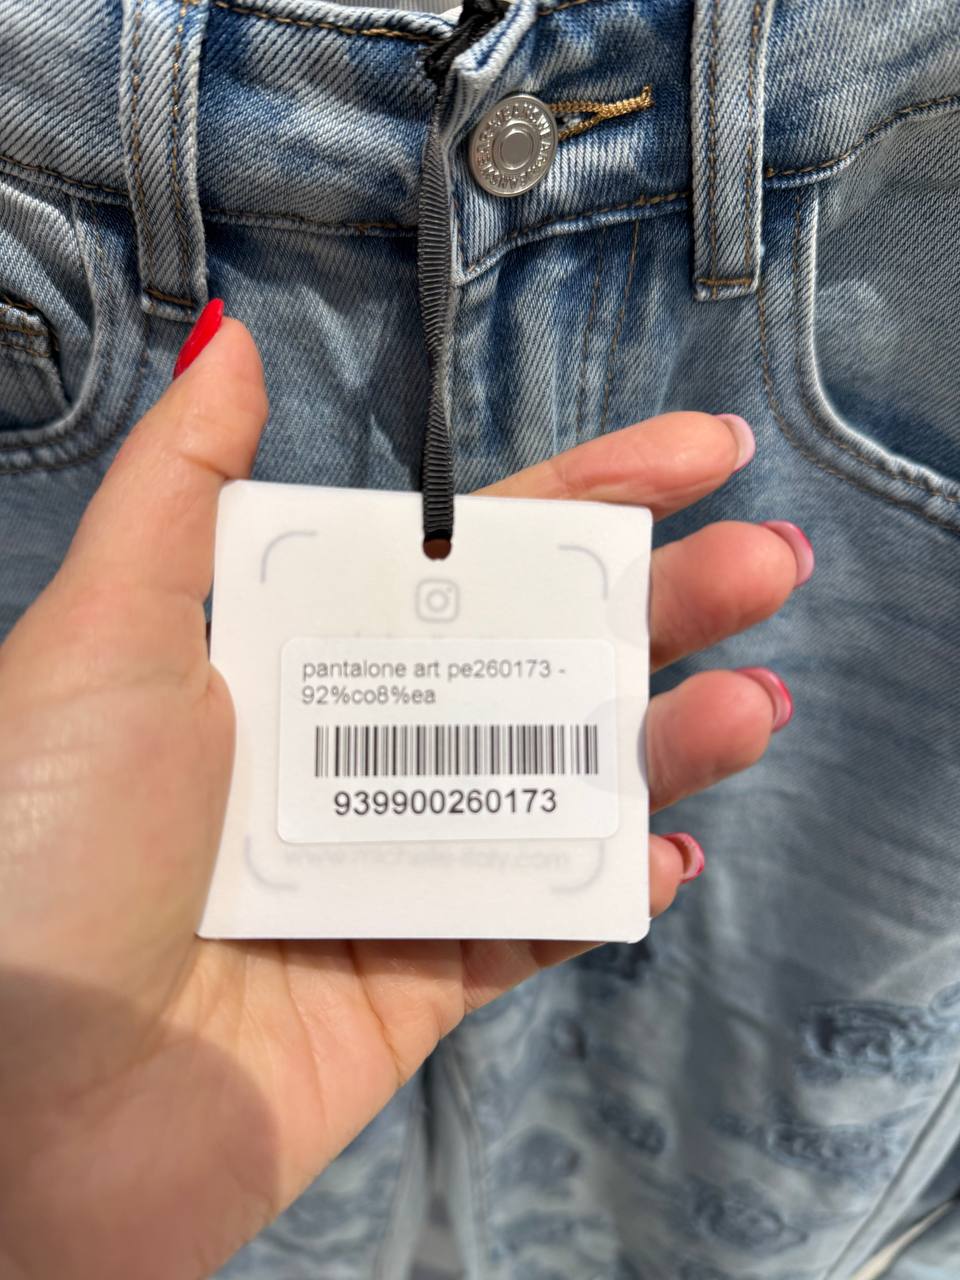 pantalone art pe260173 -
92%co8%ea
939900260173